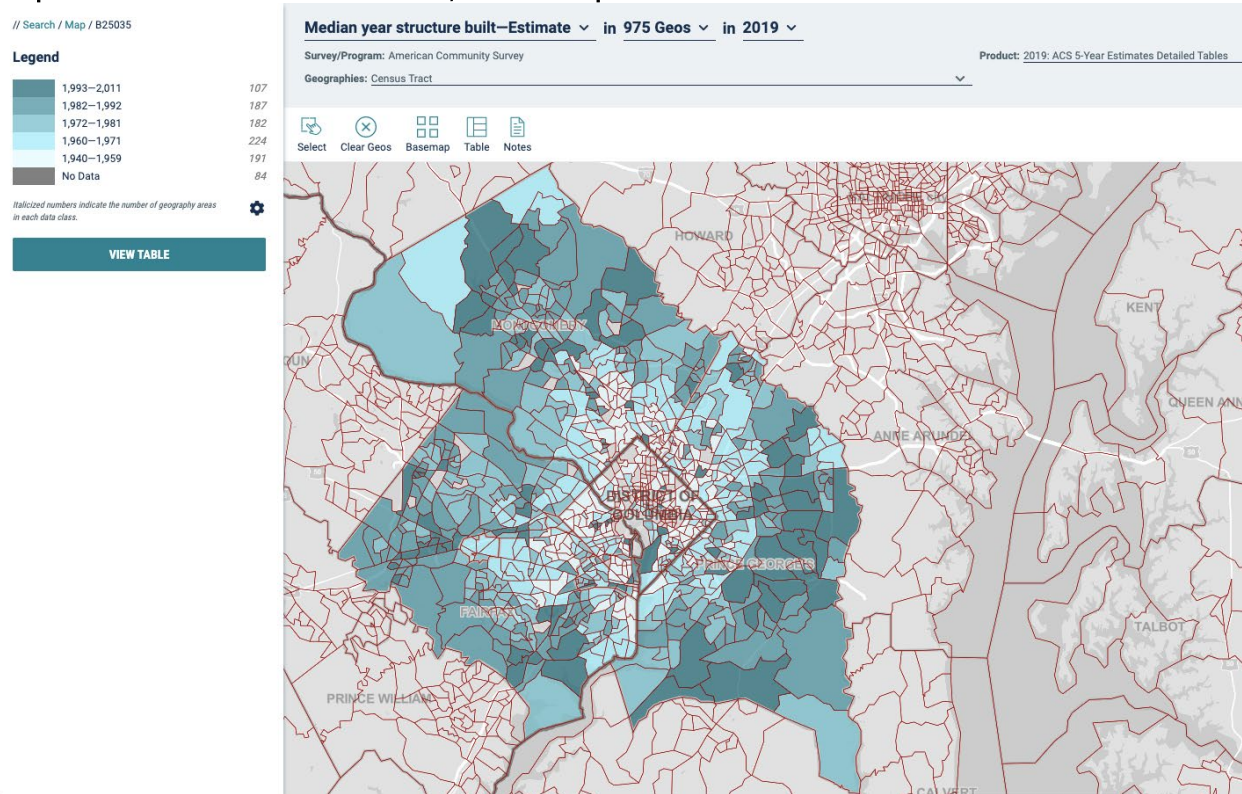 // Search / Map / B25035
Legend
1,993—2,011 107
1,982—1,992 187
1,972—1,981 182
1,960—1,971 224
1,940—1,959 191
No Data 84
Italicized numbers indicate the number of geography areas
in each data class.
VIEW TABLE
Median year structure built—Estimate in 975 Geos in 2019
Survey/Program: American Community Survey
Product: 2019: ACS 5-Year Estimates Detailed Tables
Geographies: Census Tract
Select Clear Geos Basemap Table Notes
HOWARD
KENT
MONTGOMERY
QUEEN ANN
ANNE ARUNDEL
DISTRICT OF
COLUMBIA
PRINCE GEORGES
FAIRFAX
TALBOT
PRINCE WILLIAM
CALVERT